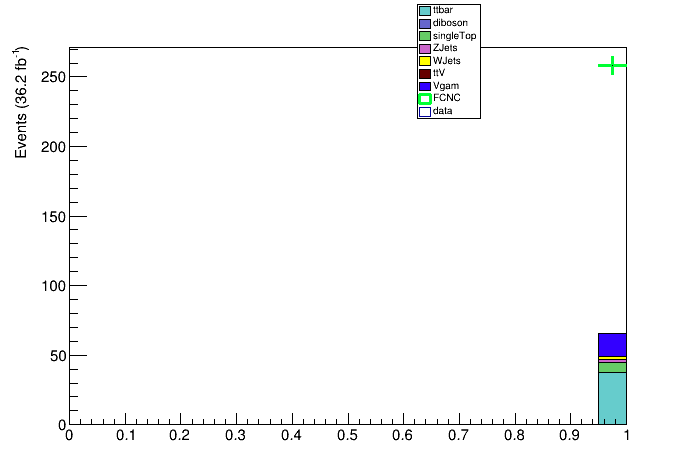 ttbar
diboson
singleTop
ZJets
WJets
ttV
Vgam
FCNC
data
Events (36.2 fb⁻¹)
250
200
150
100
50
0
0 0.1 0.2 0.3 0.4 0.5 0.6 0.7 0.8 0.9 1